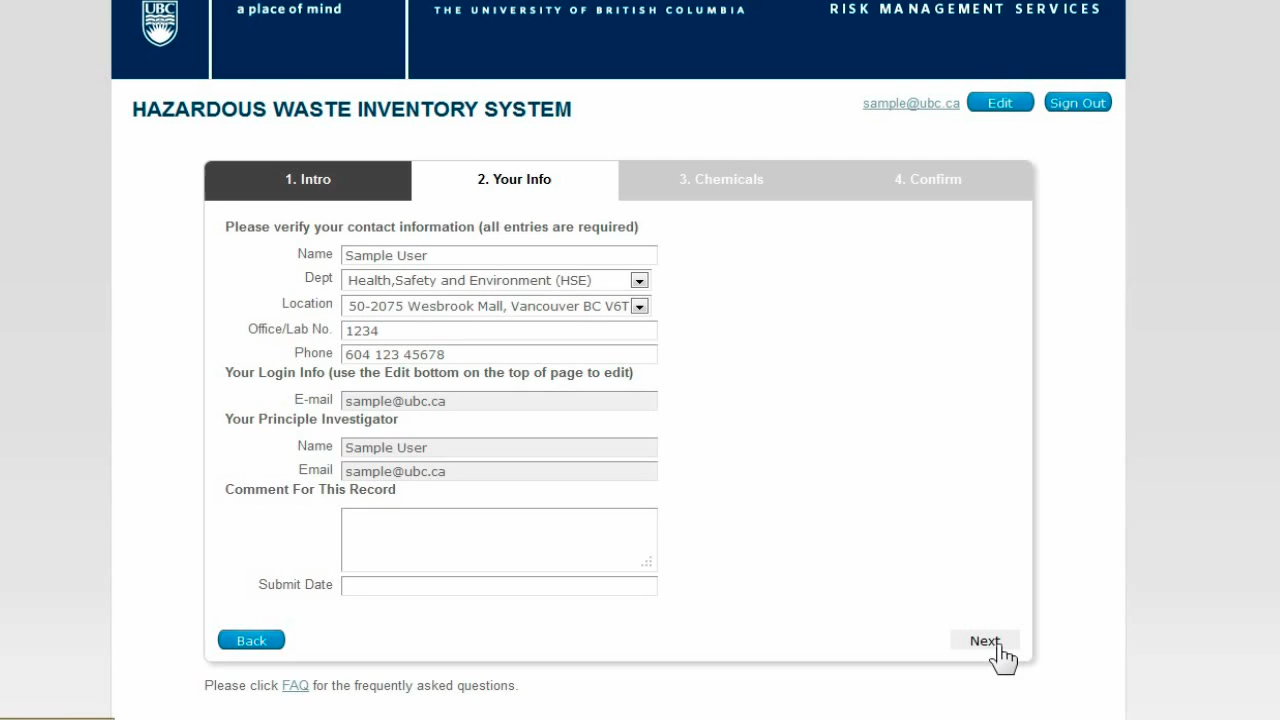 UBC
a place of mind
THE UNIVERSITY OF BRITISH COLUMBIA
RISK MANAGEMENT SERVICES
HAZARDOUS WASTE INVENTORY SYSTEM
sample@ubc.ca Edit Sign Out
1. Intro 2. Your Info 3. Chemicals 4. Confirm
Please verify your contact information (all entries are required)
Name Sample User
Dept Health,Safety and Environment (HSE)
Location 50-2075 Wesbrook Mall, Vancouver BC V6T
Office/Lab No. 1234
Phone 604 123 45678
Your Login Info (use the Edit bottom on the top of page to edit)
E-mail sample@ubc.ca
Your Principle Investigator
Name Sample User
Email sample@ubc.ca
Comment For This Record
Submit Date
Back Next
Please click FAQ for the frequently asked questions.